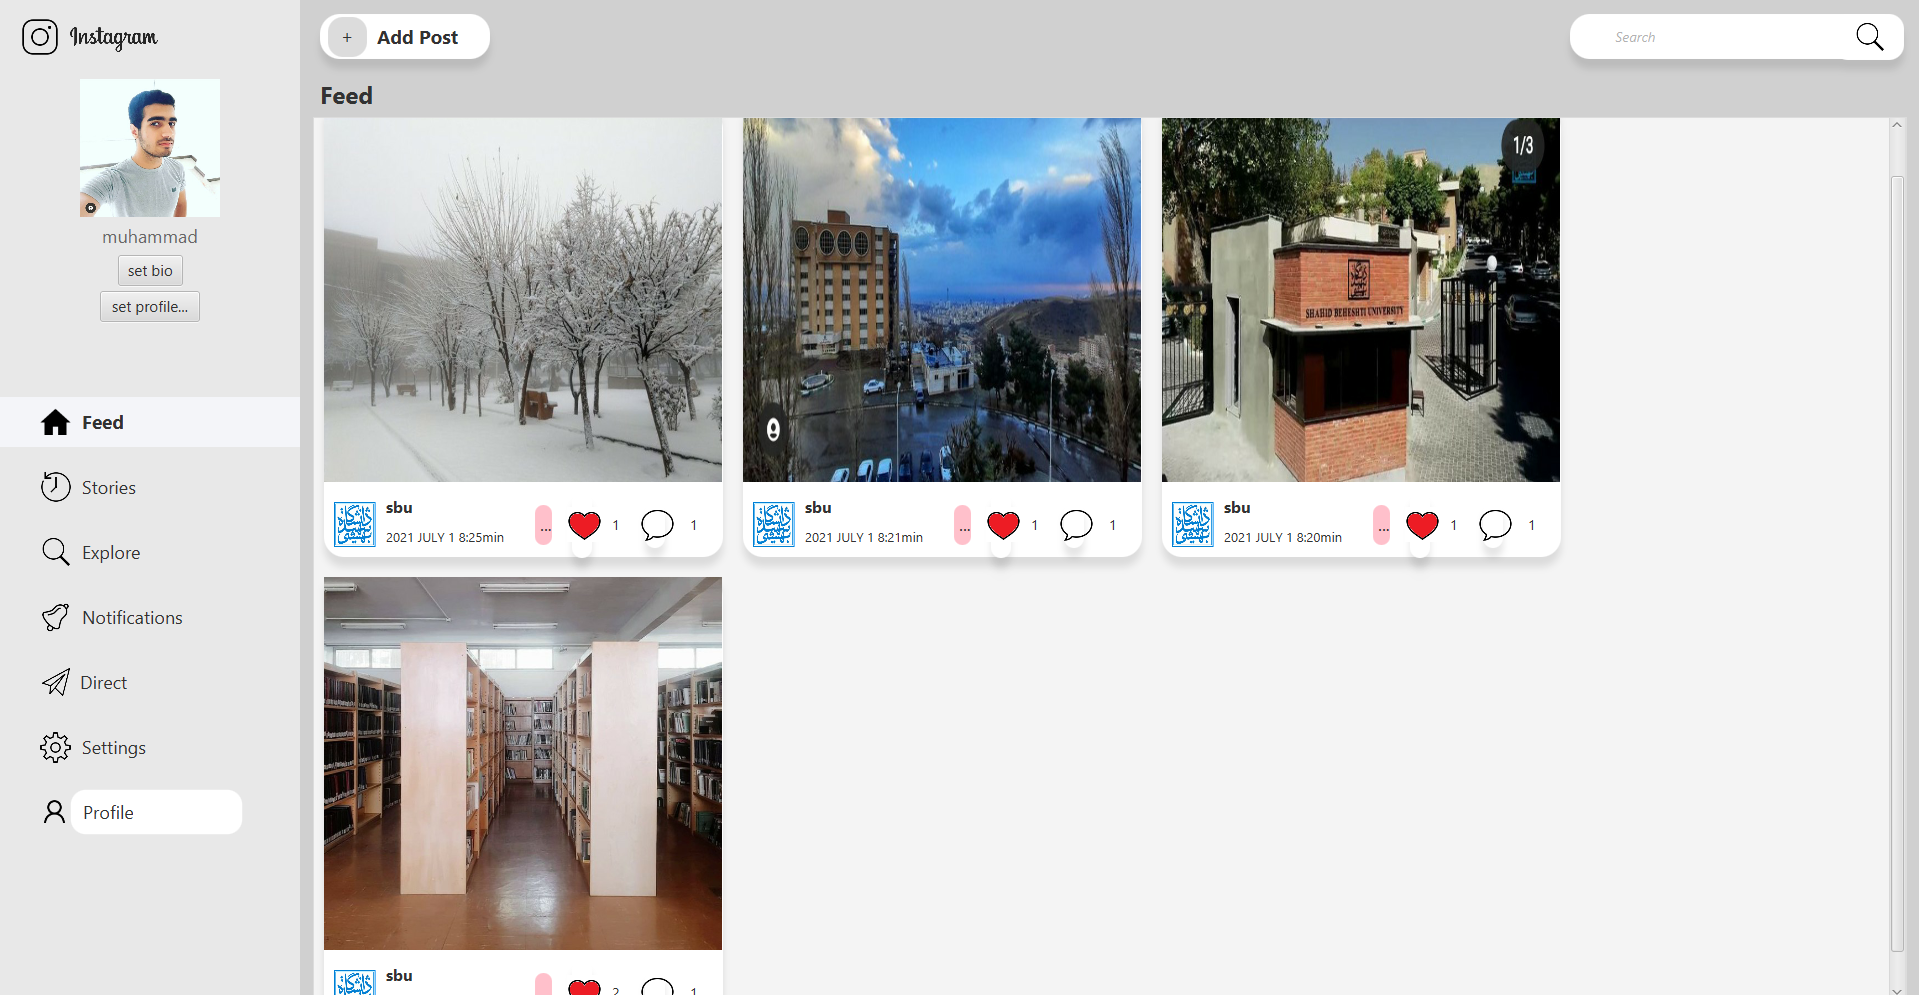 Instagram
muhammad
set bio
set profile...
Feed
Stories
Explore
Notifications
Direct
Settings
Profile
+ Add Post
Search
Feed
1/3
SHAHID BEHESHTI UNIVERSITY
sbu
2021 JULY 1 8:25min
... 1 1
sbu
2021 JULY 1 8:21min
... 1 1
sbu
2021 JULY 1 8:20min
... 1 1
sbu
2 1